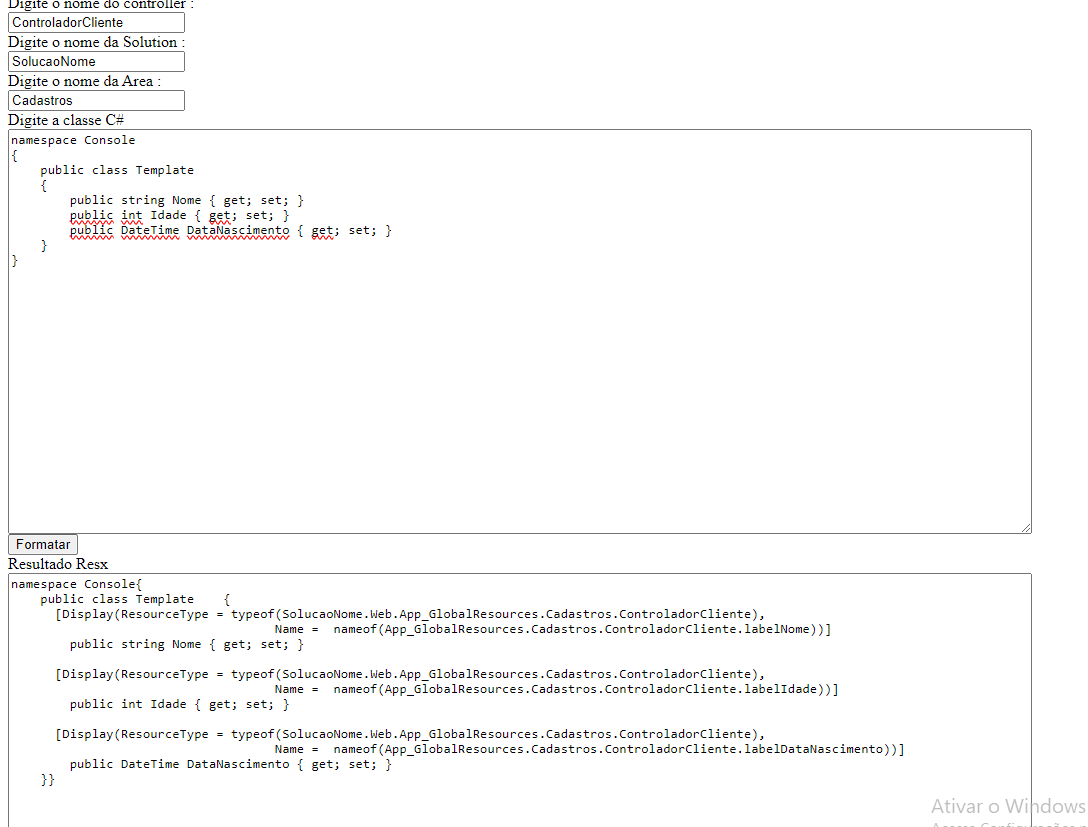 Digite o nome do controller :
ControladorCliente
Digite o nome da Solution :
SolucaoNome
Digite o nome da Area :
Cadastros
Digite a classe C#
namespace Console
{
    public class Template
    {
        public string Nome { get; set; }
        public int Idade { get; set; }
        public DateTime DataNascimento { get; set; }
    }
}
Formatar
Resultado Resx
namespace Console{
    public class Template    {
      [Display(ResourceType = typeof(SolucaoNome.Web.App_GlobalResources.Cadastros.ControladorCliente),
                                    Name =  nameof(App_GlobalResources.Cadastros.ControladorCliente.labelNome))]
        public string Nome { get; set; }

      [Display(ResourceType = typeof(SolucaoNome.Web.App_GlobalResources.Cadastros.ControladorCliente),
                                    Name =  nameof(App_GlobalResources.Cadastros.ControladorCliente.labelIdade))]
        public int Idade { get; set; }

      [Display(ResourceType = typeof(SolucaoNome.Web.App_GlobalResources.Cadastros.ControladorCliente),
                                    Name =  nameof(App_GlobalResources.Cadastros.ControladorCliente.labelDataNascimento))]
        public DateTime DataNascimento { get; set; }
    }}
Ativar o Windows